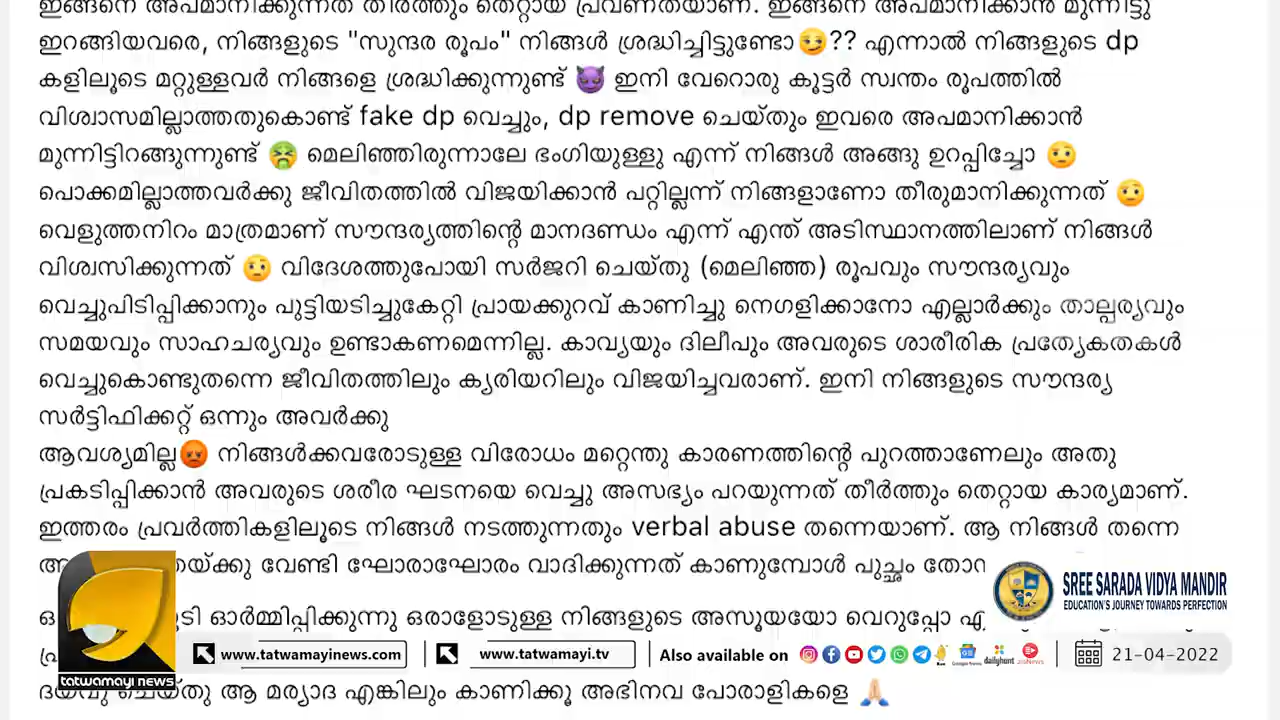 ഇങ്ങനെ അപമാനിക്കുന്നത് തീർത്തും തെറ്റായ പ്രവണതയാണ്. ഇങ്ങനെ അപമാനിക്കാൻ മുന്നിട്ടു
ഇറങ്ങിയവരെ, നിങ്ങളുടെ "സുന്ദര രൂപം" നിങ്ങൾ ശ്രദ്ധിച്ചിട്ടുണ്ടോ😏?? എന്നാൽ നിങ്ങളുടെ dp
കളിലൂടെ മറ്റുള്ളവർ നിങ്ങളെ ശ്രദ്ധിക്കുന്നുണ്ട് 😈 ഇനി വേറൊരു കൂട്ടർ സ്വന്തം രൂപത്തിൽ
വിശ്വാസമില്ലാത്തതുകൊണ്ട് fake dp വെച്ചും, dp remove ചെയ്തും ഇവരെ അപമാനിക്കാൻ
മുന്നിട്ടിറങ്ങുന്നുണ്ട് 🤮 മെലിഞ്ഞിരുന്നാലേ ഭംഗിയുള്ളു എന്ന് നിങ്ങൾ അങ്ങു ഉറപ്പിച്ചോ 🤨
പൊക്കമില്ലാത്തവർക്കു ജീവിതത്തിൽ വിജയിക്കാൻ പറ്റില്ലന്ന് നിങ്ങളാണോ തീരുമാനിക്കുന്നത് 🤨
വെളുത്തനിറം മാത്രമാണ് സൗന്ദര്യത്തിന്റെ മാനദണ്ഡം എന്ന് എന്ത് അടിസ്ഥാനത്തിലാണ് നിങ്ങൾ
വിശ്വസിക്കുന്നത് 🤨 വിദേശത്തുപോയി സർജറി ചെയ്തു (മെലിഞ്ഞ) രൂപവും സൗന്ദര്യവും
വെച്ചുപിടിപ്പിക്കാനും പുട്ടിയടിച്ചുകേറ്റി പ്രായക്കുറവ് കാണിച്ചു നെഗളിക്കാനോ എല്ലാർക്കും താല്പര്യവും
സമയവും സാഹചര്യവും ഉണ്ടാകണമെന്നില്ല. കാവ്യയും ദിലീപും അവരുടെ ശാരീരിക പ്രത്യേകതകൾ
വെച്ചുകൊണ്ടുതന്നെ ജീവിതത്തിലും ക്യരിയറിലും വിജയിച്ചവരാണ്. ഇനി നിങ്ങളുടെ സൗന്ദര്യ
സർട്ടിഫിക്കറ്റ് ഒന്നും അവർക്കു
ആവശ്യമില്ല😡 നിങ്ങൾക്കവരോടുള്ള വിരോധം മറ്റെന്തു കാരണത്തിന്റെ പുറത്താണേലും അതു
പ്രകടിപ്പിക്കാൻ അവരുടെ ശരീര ഘടനയെ വെച്ചു അസഭ്യം പറയുന്നത് തീർത്തും തെറ്റായ കാര്യമാണ്.
ഇത്തരം പ്രവർത്തികളിലൂടെ നിങ്ങൾ നടത്തുന്നതും verbal abuse തന്നെയാണ്. ആ നിങ്ങൾ തന്നെ
വേണ്ടി ഘോരാഘോരം വാദിക്കുന്നത് കാണുമ്പോൾ പുച്ഛം
SREE SARADA VIDYA MANDIR
EDUCATION'S JOURNEY TOWARDS PERFECTION
ഓർമ്മിപ്പിക്കുന്നു ഒരാളോടുള്ള നിങ്ങളുടെ അസൂയയോ വെറുപ്പോ
tatwamayi news
www.tatwamayinews.com
www.tatwamayi.tv
Also available on
dailyhunt
21-04-2022
ദയവു ചെയ്തു ആ മര്യാദ എങ്കിലും കാണിക്കൂ അഭിനവ പോരാളികളെ 🙏🏻